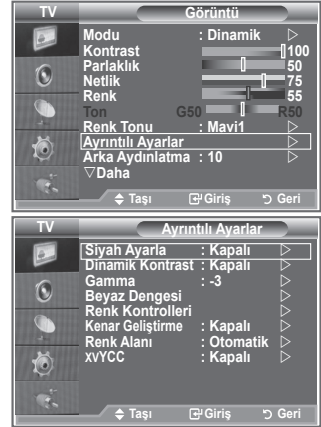 TV Görüntü
Modu : Dinamik
Kontrast 100
Parlaklık 50
Netlik 75
Renk 55
Ton G50 R50
Renk Tonu : Mavi1
Ayrıntılı Ayarlar
Arka Aydınlatma : 10
▽Daha
Taşı Giriş Geri
TV Ayrıntılı Ayarlar
Siyah Ayarla : Kapalı
Dinamik Kontrast : Kapalı
Gamma : -3
Beyaz Dengesi
Renk Kontrolleri
Kenar Geliştirme : Kapalı
Renk Alanı : Otomatik
xvYCC : Kapalı
Taşı Giriş Geri